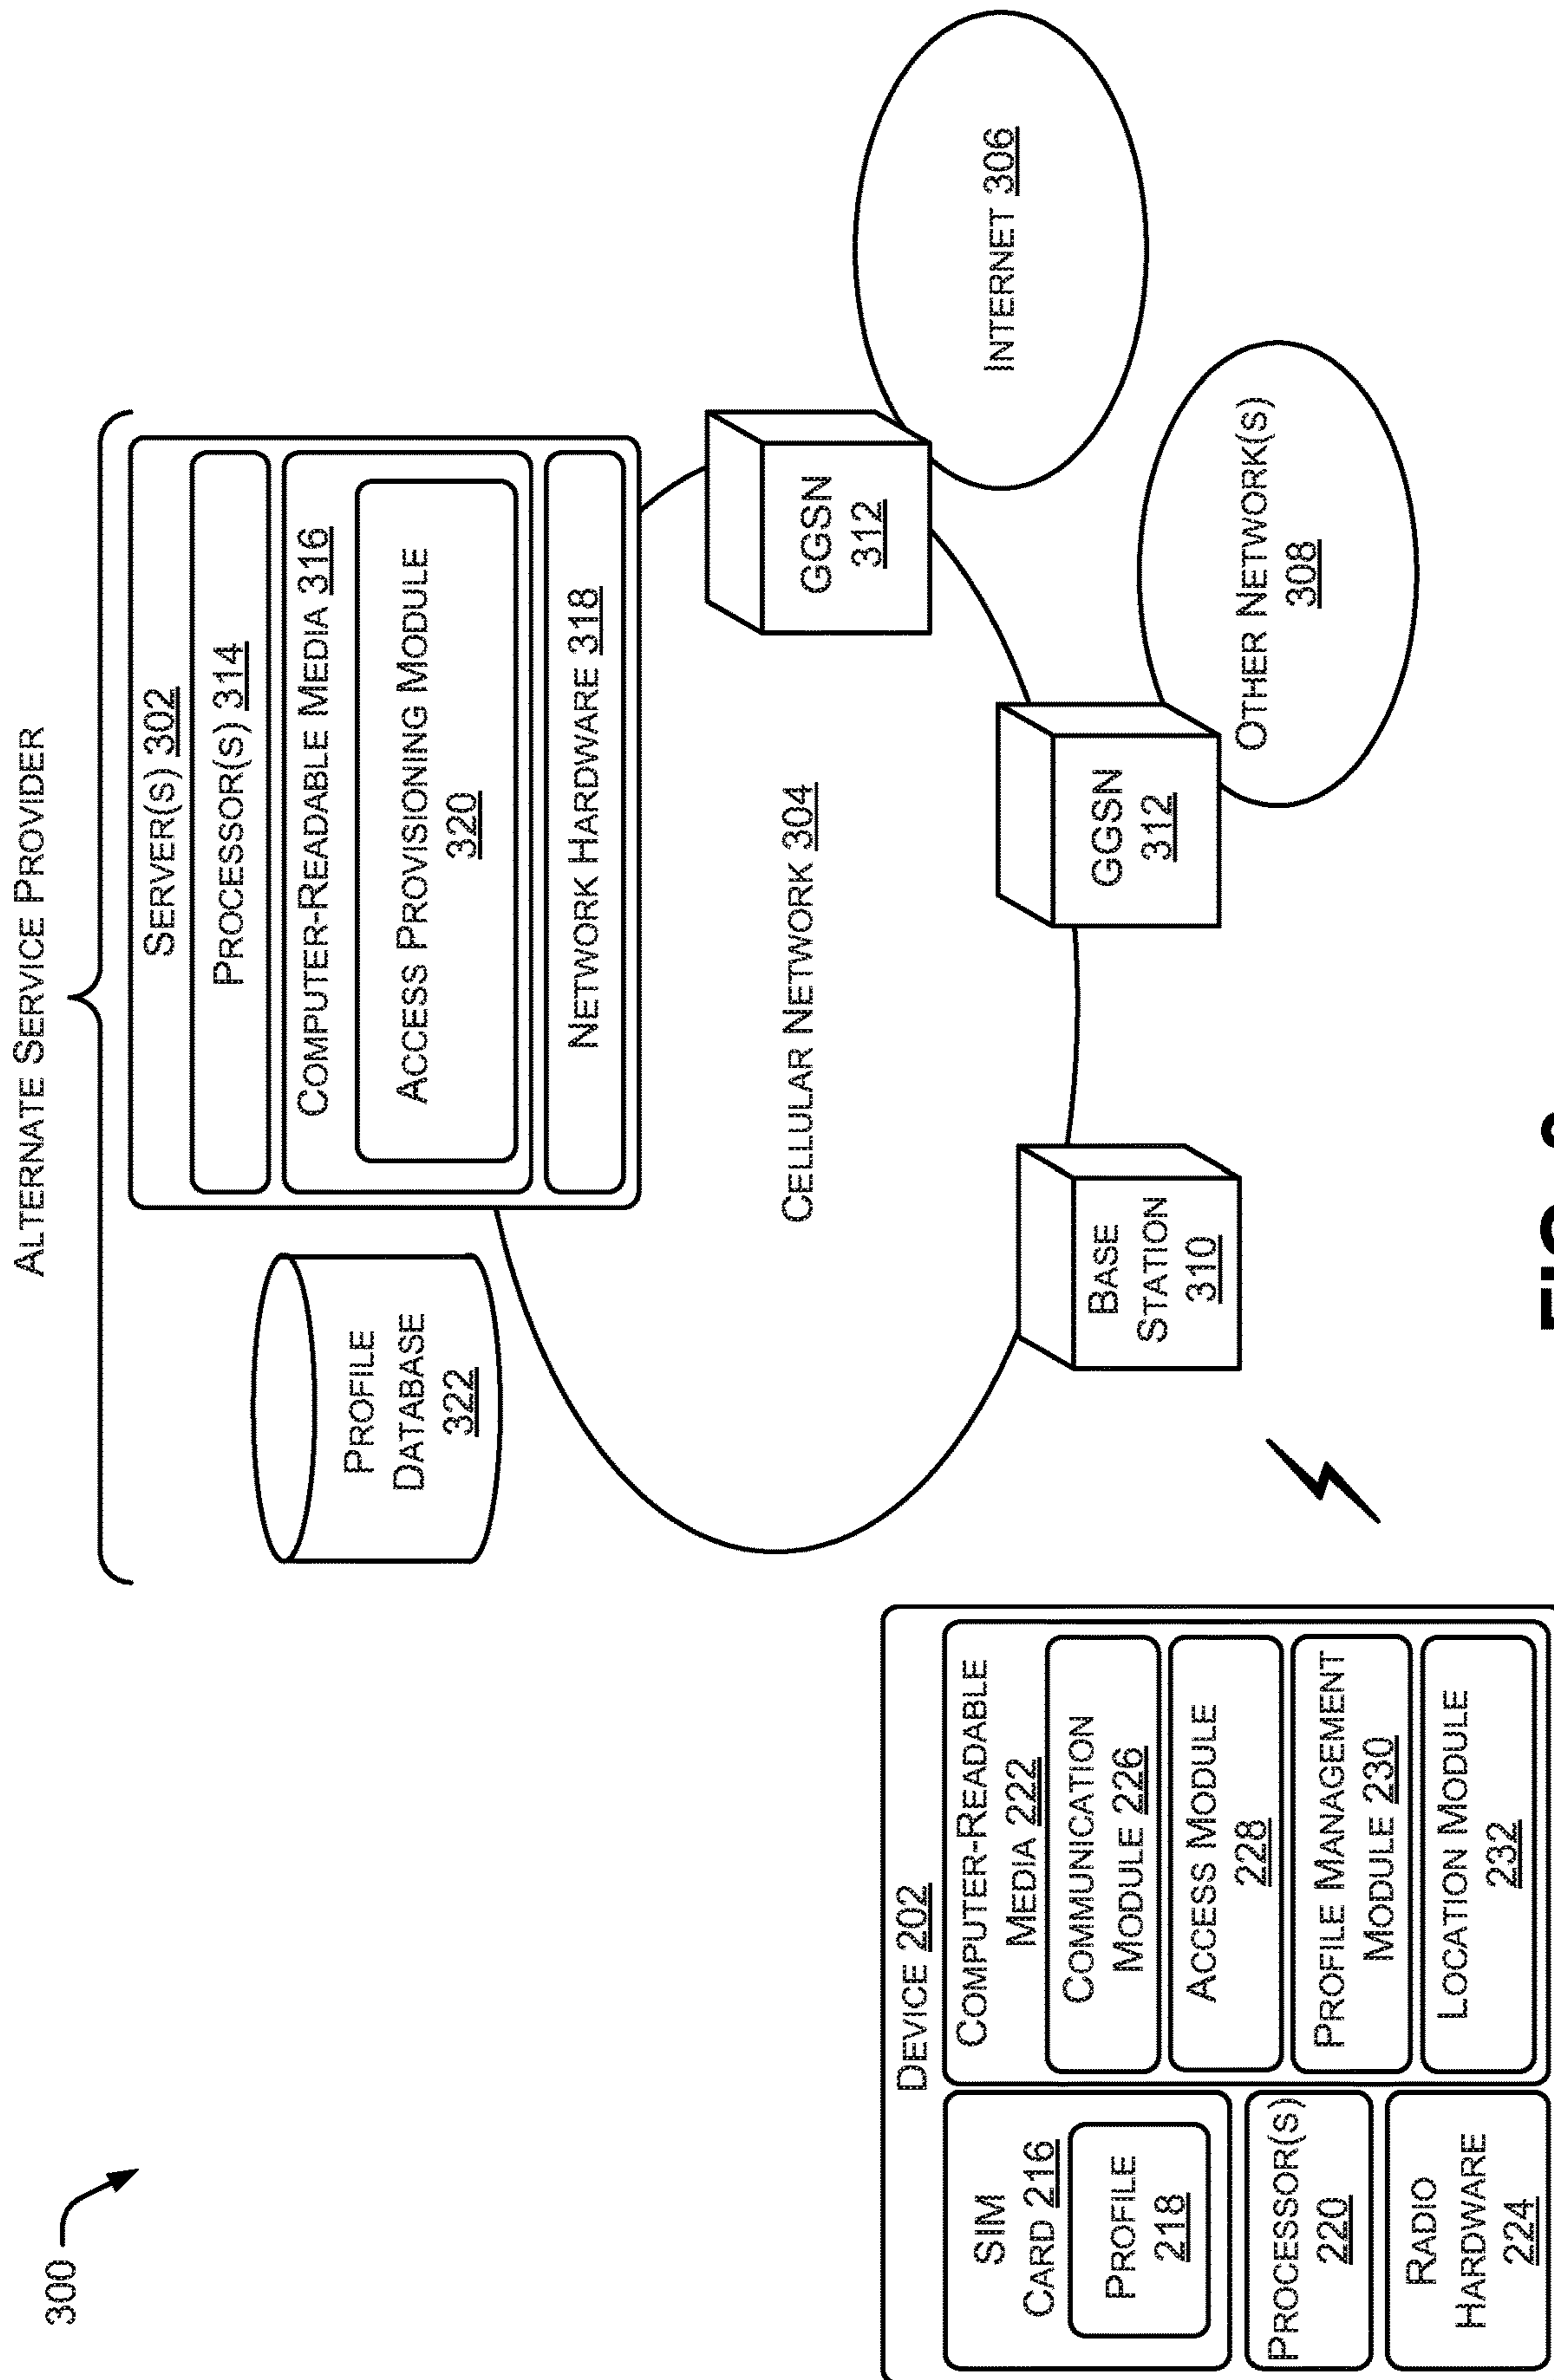 300
ALTERNATE SERVICE PROVIDER
PROFILE
DATABASE
322
SERVER(S) 302
PROCESSOR(S) 314
COMPUTER-READABLE MEDIA 316
ACCESS PROVISIONING MODULE
320
NETWORK HARDWARE 318
CELLULAR NETWORK 304
GGSN
312
INTERNET 306
GGSN
312
OTHER NETWORK(S)
308
BASE
STATION
310
DEVICE 202
SIM
CARD 216
PROFILE
218
PROCESSOR(S)
220
RADIO
HARDWARE
224
COMPUTER-READABLE
MEDIA 222
COMMUNICATION
MODULE 226
ACCESS MODULE
228
PROFILE MANAGEMENT
MODULE 230
LOCATION MODULE
232
FIG.